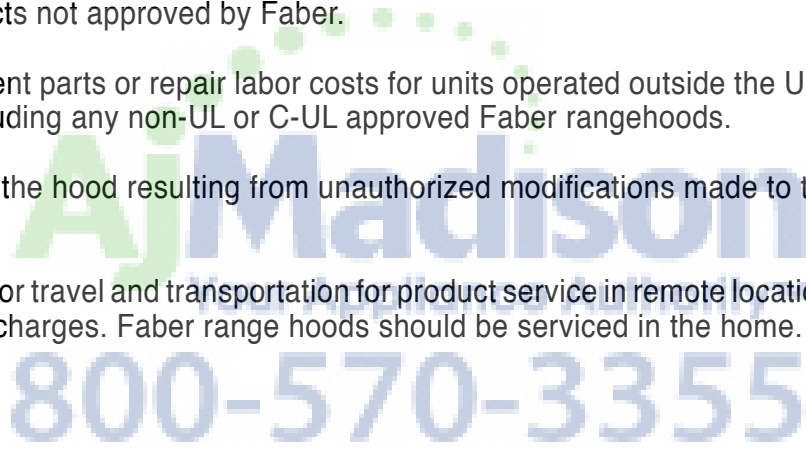 cts not approved by Faber.
ent parts or repair labor costs for units operated outside the U
uding any non-UL or C-UL approved Faber rangehoods.
the hood resulting from unauthorized modifications made to t
AjMadison
or travel and transportation for product service in remote locatio
Your Appliance Authority
charges. Faber range hoods should be serviced in the home.
800-570-3355